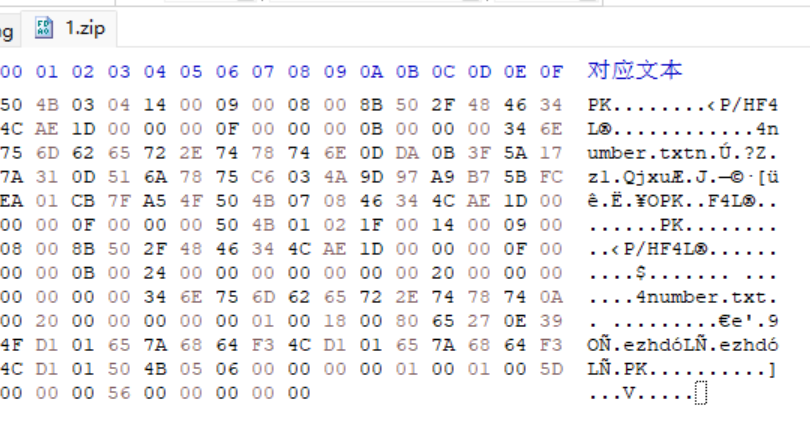 1.zip
00 01 02 03 04 05 06 07 08 09 0A 0B 0C 0D 0E 0F 对应文本
50 4B 03 04 14 00 09 00 08 00 8B 50 2F 48 46 34 PK........‹P/HF4
4C AE 1D 00 00 00 0F 00 00 00 0B 00 00 00 34 6E L®............4n
75 6D 62 65 72 2E 74 78 74 6E 0D DA 0B 3F 5A 17 umber.txtn.Ú.?Z.
7A 31 0D 51 6A 78 75 C6 03 4A 9D 97 A9 B7 5B FC z1.QjxuÆ.J.—©·[ü
EA 01 CB 7F A5 4F 50 4B 07 08 46 34 4C AE 1D 00 ê.Ë.¥OPK..F4L®..
00 00 0F 00 00 00 50 4B 01 02 1F 00 14 00 09 00 ......PK........
08 00 8B 50 2F 48 46 34 4C AE 1D 00 00 00 0F 00 ..‹P/HF4L®......
00 00 0B 00 24 00 00 00 00 00 00 00 20 00 00 00 ....$....... ...
00 00 00 00 34 6E 75 6D 62 65 72 2E 74 78 74 0A ....4number.txt.
00 20 00 00 00 00 00 01 00 18 00 80 65 27 0E 39 . .........€e'.9
4F D1 01 65 7A 68 64 F3 4C D1 01 65 7A 68 64 F3 OÑ.ezhdóLÑ.ezhdó
4C D1 01 50 4B 05 06 00 00 00 00 01 00 01 00 5D LÑ.PK..........]
00 00 00 56 00 00 00 00 00 ...V.....